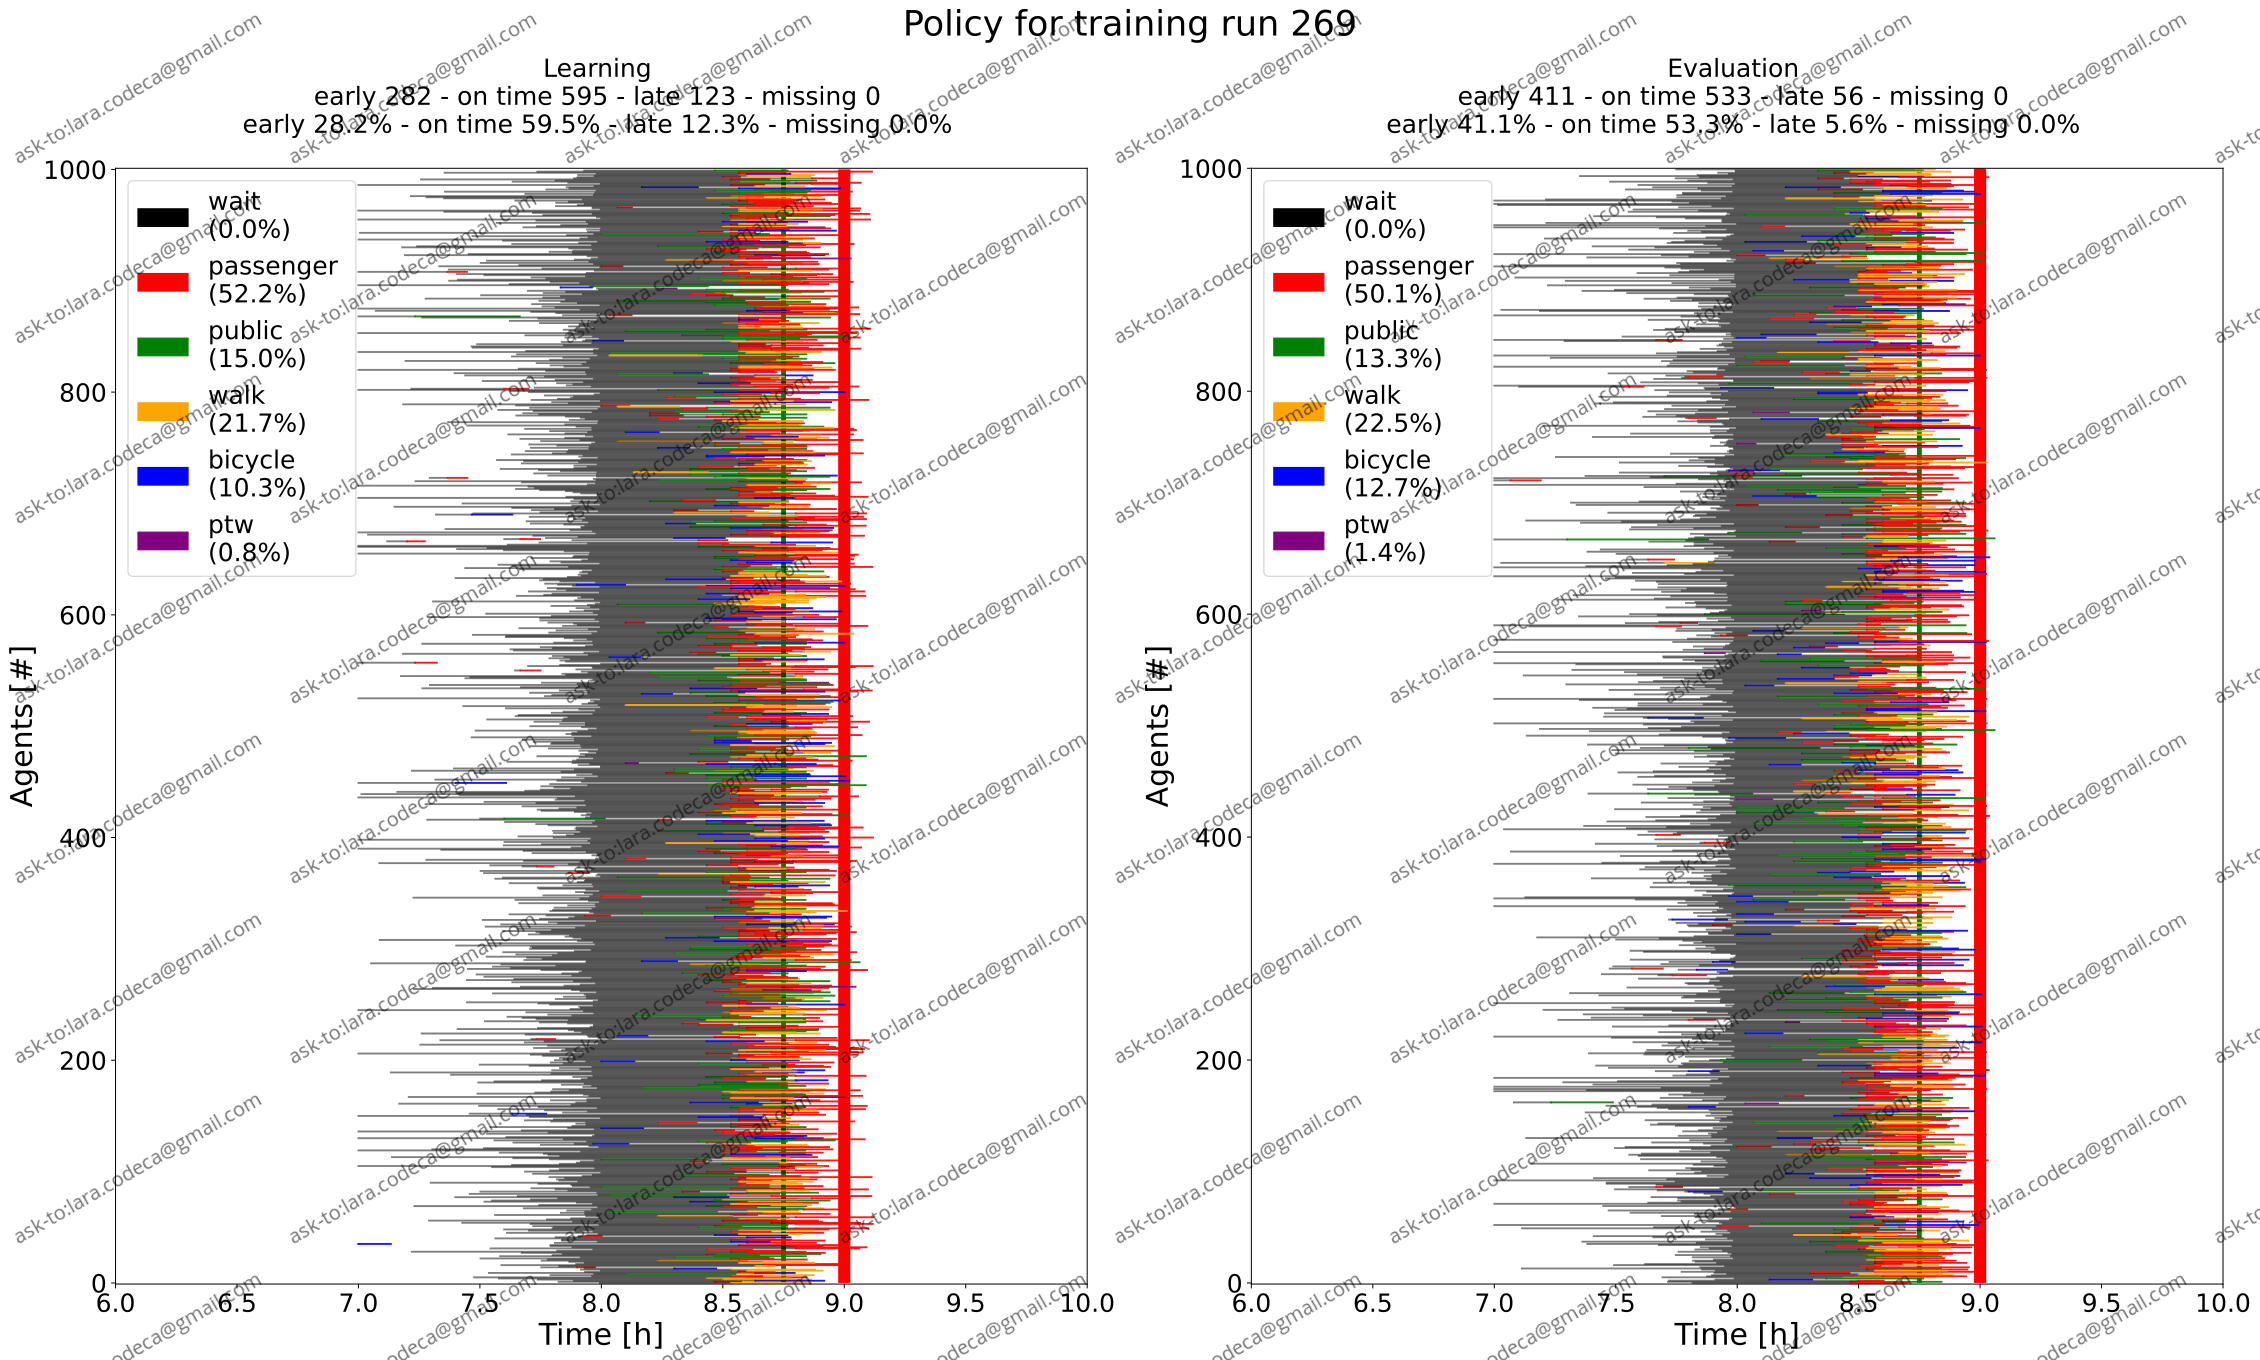 Policy for training run 269
Learning
early 282 - on time 595 - late 123 - missing 0
early 28.2% - on time 59.5% - late 12.3% - missing 0.0%
1000
800
600
400
200
0
Agents [#]
wait
(0.0%)
passenger
(52.2%)
public
(15.0%)
walk
(21.7%)
bicycle
(10.3%)
ptw
(0.8%)
6.0 6.5 7.0 7.5 8.0 8.5 9.0 9.5 10.0
Time [h]
Evaluation
early 411 - on time 533 - late 56 - missing 0
early 41.1% - on time 53.3% - late 5.6% - missing 0.0%
1000
800
600
400
200
0
Agents [#]
wait
(0.0%)
passenger
(50.1%)
public
(13.3%)
walk
(22.5%)
bicycle
(12.7%)
ptw
(1.4%)
6.0 6.5 7.0 7.5 8.0 8.5 9.0 9.5 10.0
Time [h]
ask-to:lara.codeca@gmail.com